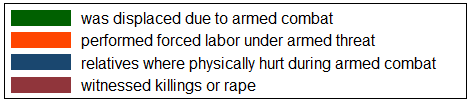 was displaced due to armed combat
performed forced labor under armed threat
relatives where physically hurt during armed combat
witnessed killings or rape